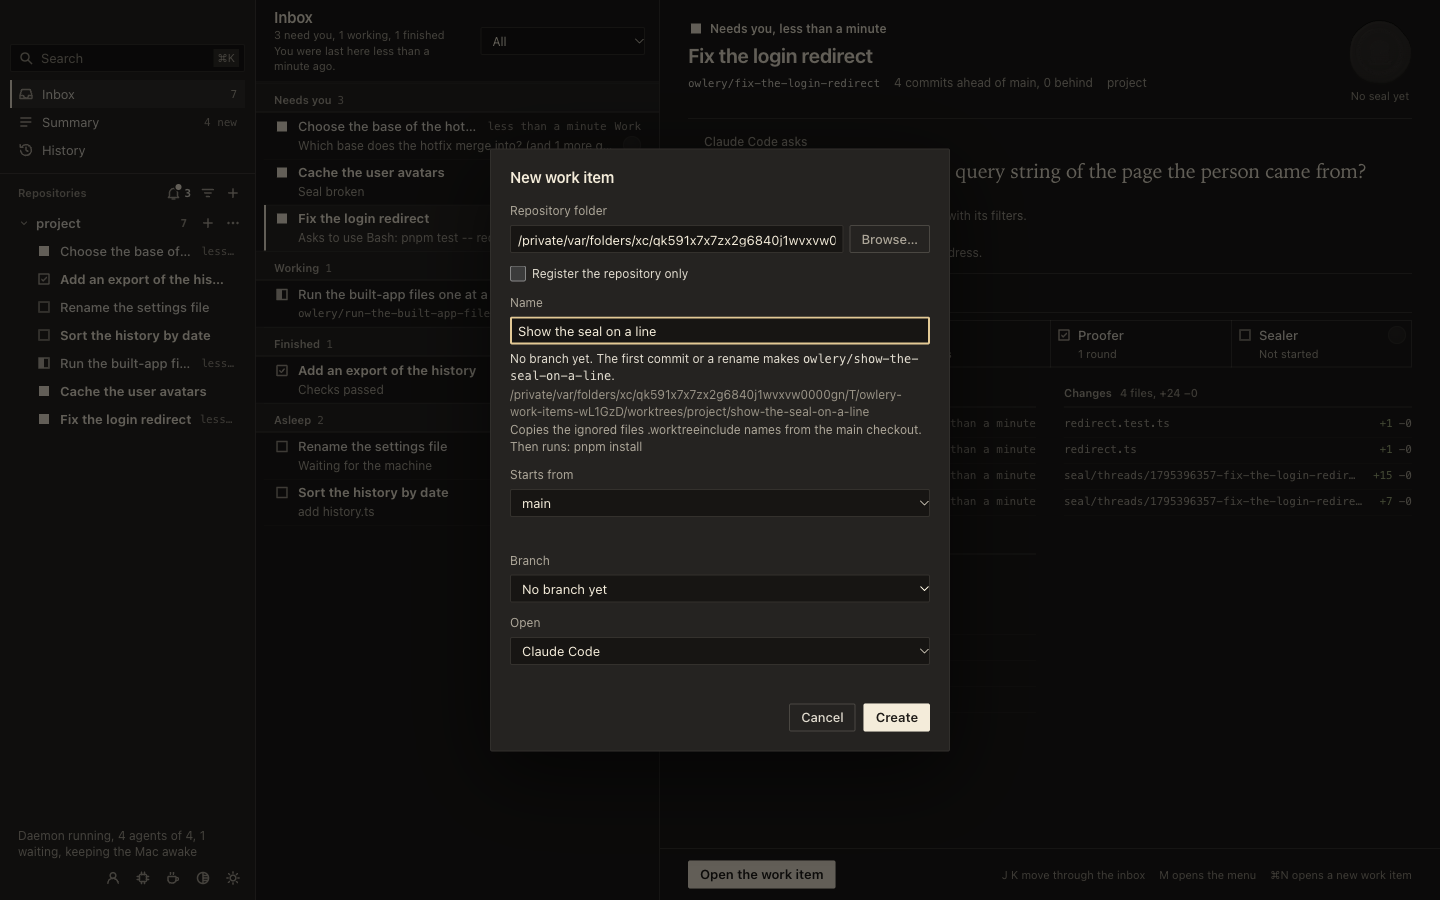 Search
⌘K
Inbox
7
Summary
4 new
History
Repositories
3
project
7
Choose the base of...
less...
Add an export of the his...
Rename the settings file
Sort the history by date
Run the built-app fi...
less...
Cache the user avatars
Fix the login redirect
less...
Daemon running, 4 agents of 4, 1
waiting, keeping the Mac awake
Inbox
3 need you, 1 working, 1 finished
You were last here less than a
minute ago.
All
Needs you 3
Choose the base of the hot...
less than a minute Work
Which base does the hotfix merge into? (and 1 more q
Cache the user avatars
Seal broken
Fix the login redirect
Asks to use Bash: pnpm test -- re
Working 1
Run the built-app files one at a
owlery/run-the-built-app-file
Finished 1
Add an export of the history
Checks passed
Asleep 2
Rename the settings file
Waiting for the machine
Sort the history by date
add history.ts
Needs you, less than a minute
Fix the login redirect
owlery/fix-the-login-redirect
4 commits ahead of main, 0 behind
project
No seal yet
Claude Code asks
query string of the page the person came from?
with its filters.
dress.
Proofer
1 round
Sealer
Not started
than a minute
than a minute
than a minute
than a minute
Changes 4 files, +24 −0
redirect.test.ts
+1 −0
redirect.ts
+1 −0
seal/threads/1795396357-fix-the-login-redir...
+15 −0
seal/threads/1795396357-fix-the-login-redire...
+7 −0
Open the work item
J K move through the inbox
M opens the menu
⌘N opens a new work item
New work item
Repository folder
/private/var/folders/xc/qk591x7x7zx2g6840j1wvxvw0
Browse...
Register the repository only
Name
Show the seal on a line
No branch yet. The first commit or a rename makes owlery/show-the-
seal-on-a-line.
/private/var/folders/xc/qk591x7x7zx2g6840j1wvxvw0000gn/T/owlery-
work-items-wL1GzD/worktrees/project/show-the-seal-on-a-line
Copies the ignored files .worktreeinclude names from the main checkout.
Then runs: pnpm install
Starts from
main
Branch
No branch yet
Open
Claude Code
Cancel
Create